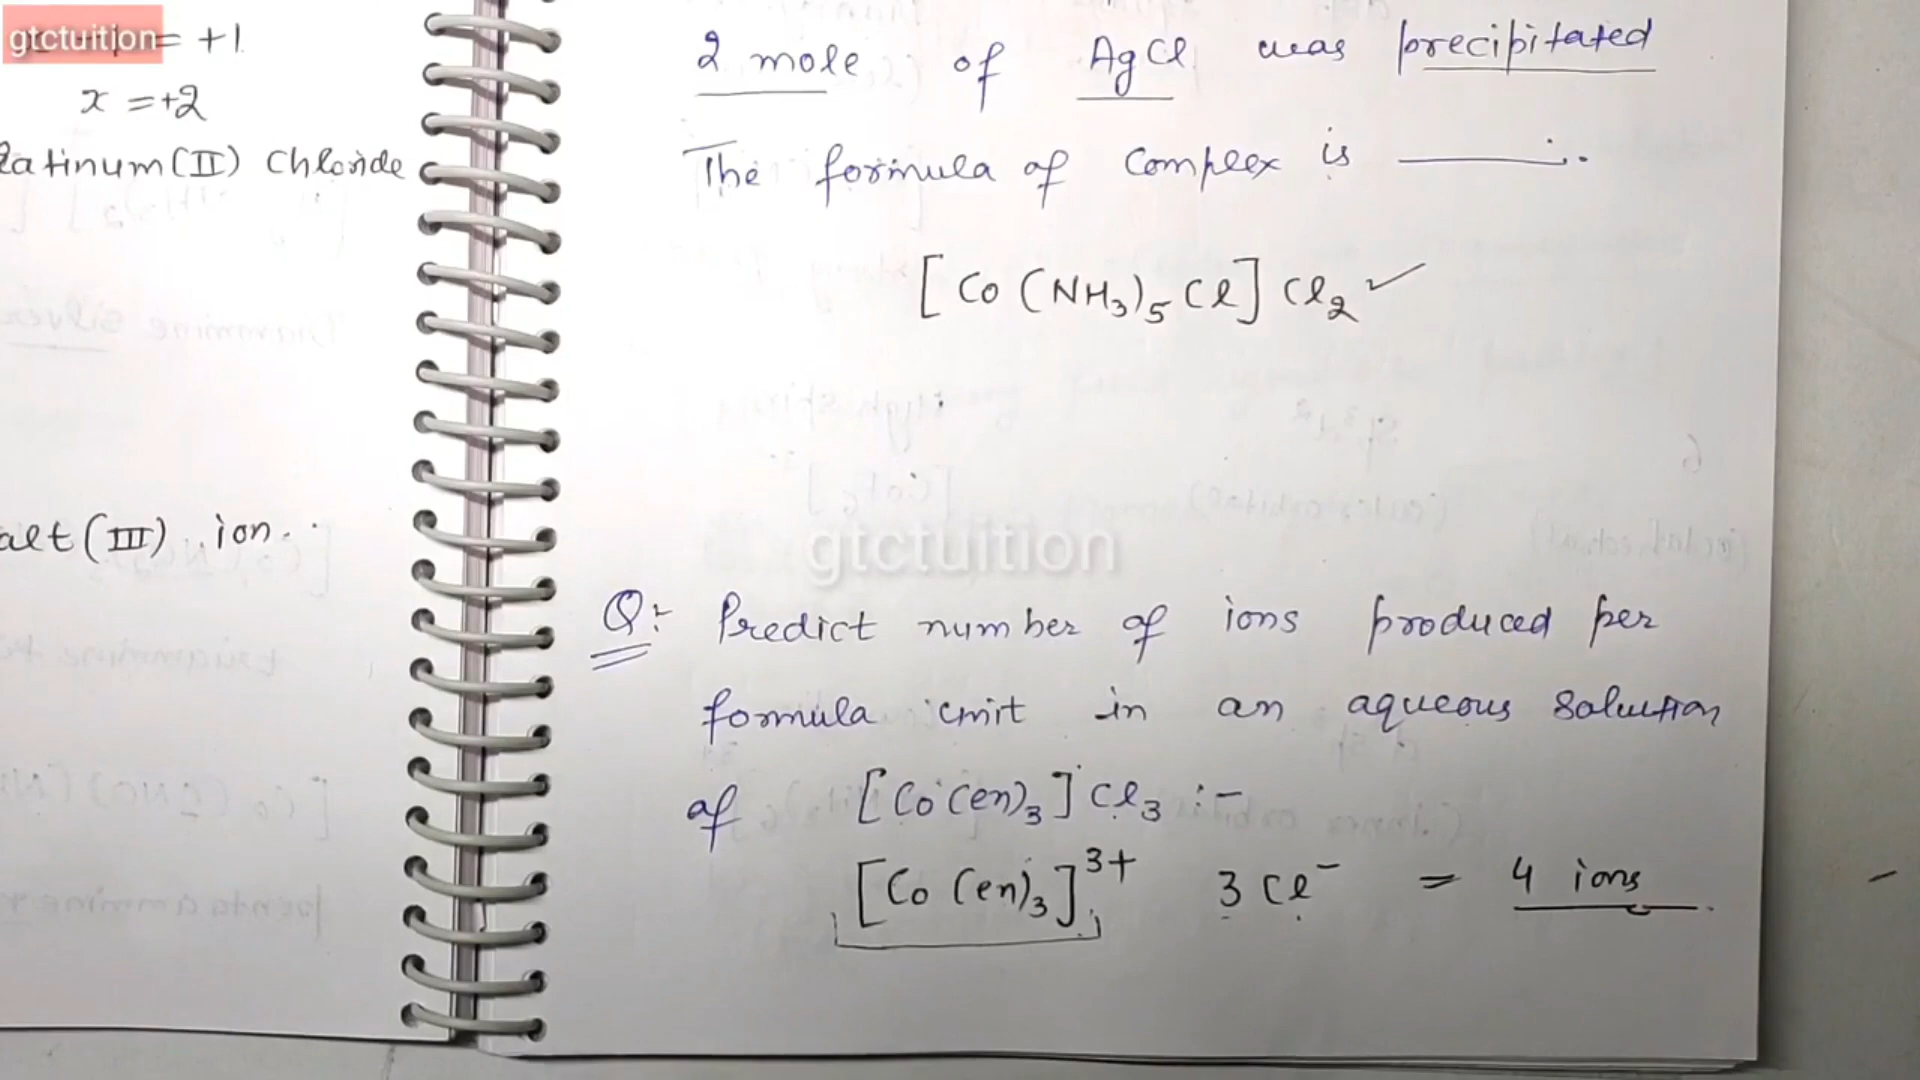 gtctuition
= +1
x = +2
latinum (II) Chloride
alt (III) ion.
2 mole of AgCl was precipitated
The formula of Complex is ______.
[Co(NH₃)₅Cl]Cl₂ ✓
gtctuition
Q:- Predict number of ions produced per
formula unit in an aqueous solution
of [Co(en)₃]Cl₃ :-
[Co(en)₃]³⁺ 3Cl⁻ = 4 ions